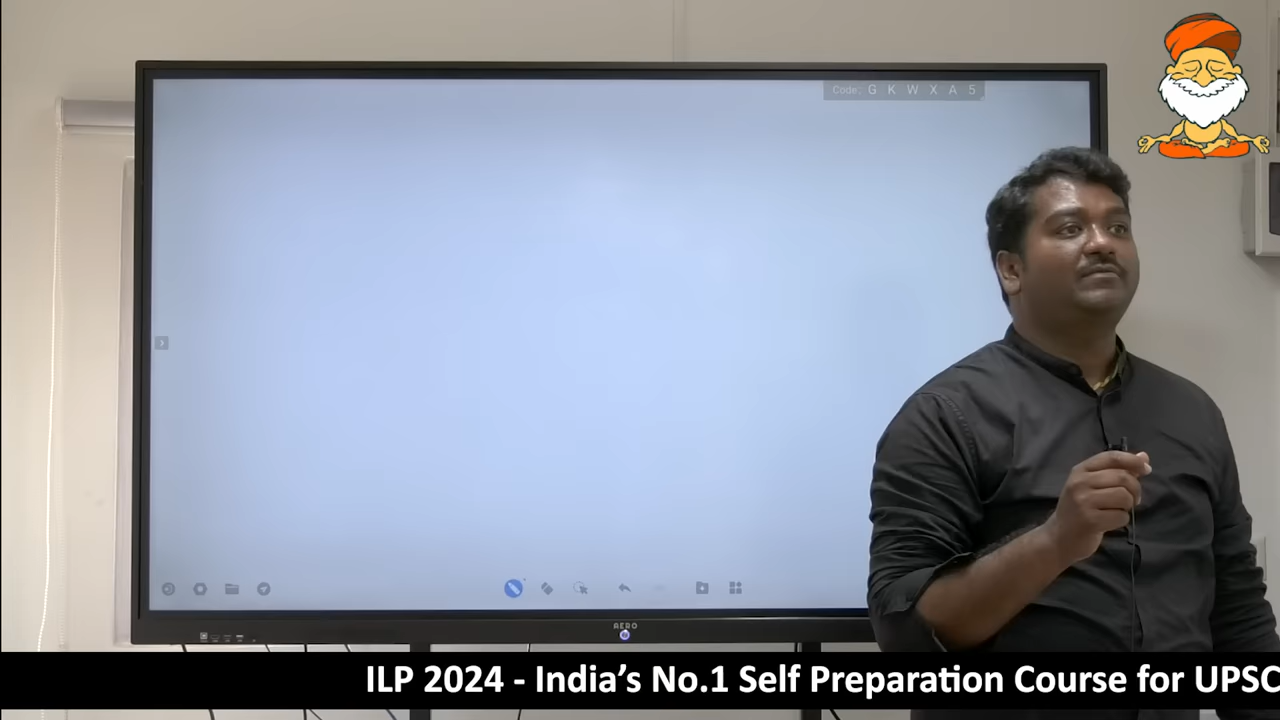 Code: G K W X A 5
AERO
ILP 2024 - India's No.1 Self Preparation Course for UPSC